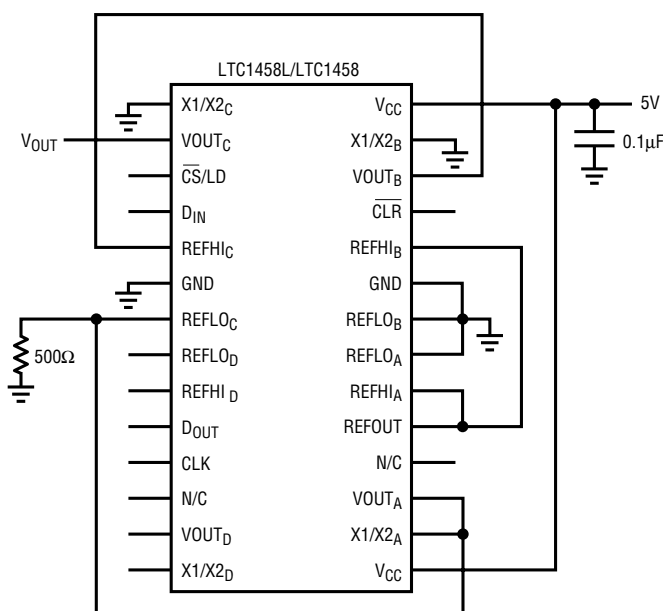 LTC1458L/LTC1458
X1/X2C
VOUTC
CS/LD
DIN
REFHIC
GND
REFLOC
REFLOD
REFHI D
DOUT
CLK
N/C
VOUTD
X1/X2D
VCC
X1/X2B
VOUTB
CLR
REFHIB
GND
REFLOB
REFLOA
REFHIA
REFOUT
N/C
VOUTA
X1/X2A
VCC
VOUT
500Ω
5V
0.1µF